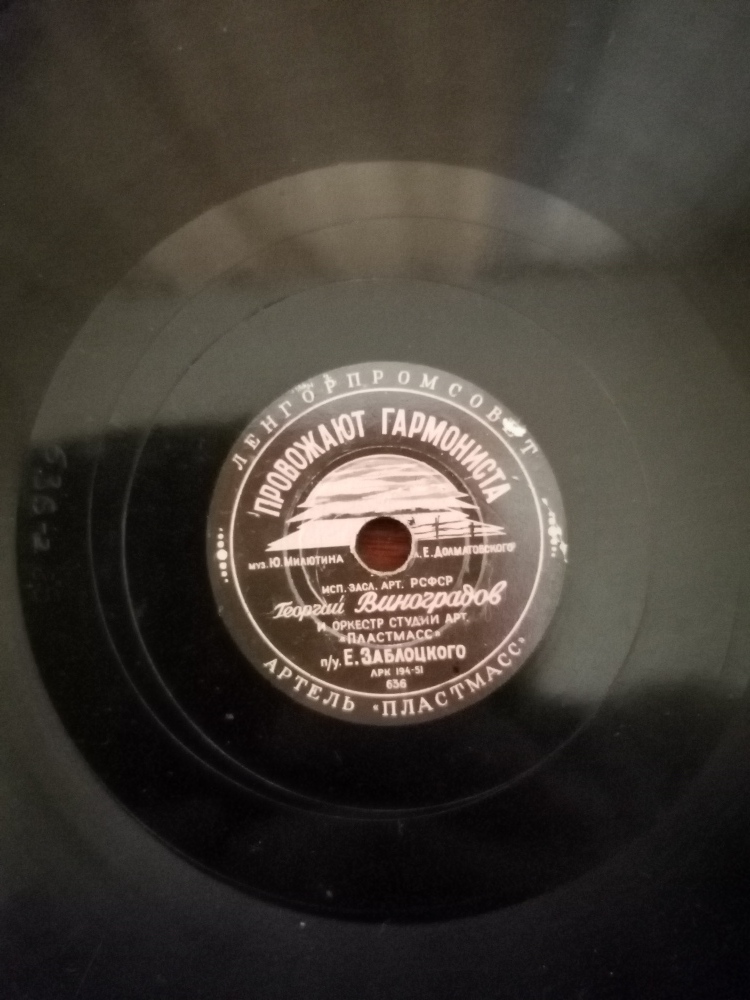 ЛЕНГОРПРОМСОВЕТ
ПРОВОЖАЮТ ГАРМОНИСТА
МУЗ. Ю. МИЛЮТИНА
Е. ДОЛМАТОВСКОГО
ИСП. ЗАСЛ. АРТ. РСФСР
Георгий Виноградов
И ОРКЕСТР СТУДИИ АРТ.
«ПЛАСТМАСС»
п/у. Е. ЗАБЛОЦКОГО
ЛРК 194-51
636
АРТЕЛЬ «ПЛАСТМАСС»
636-2